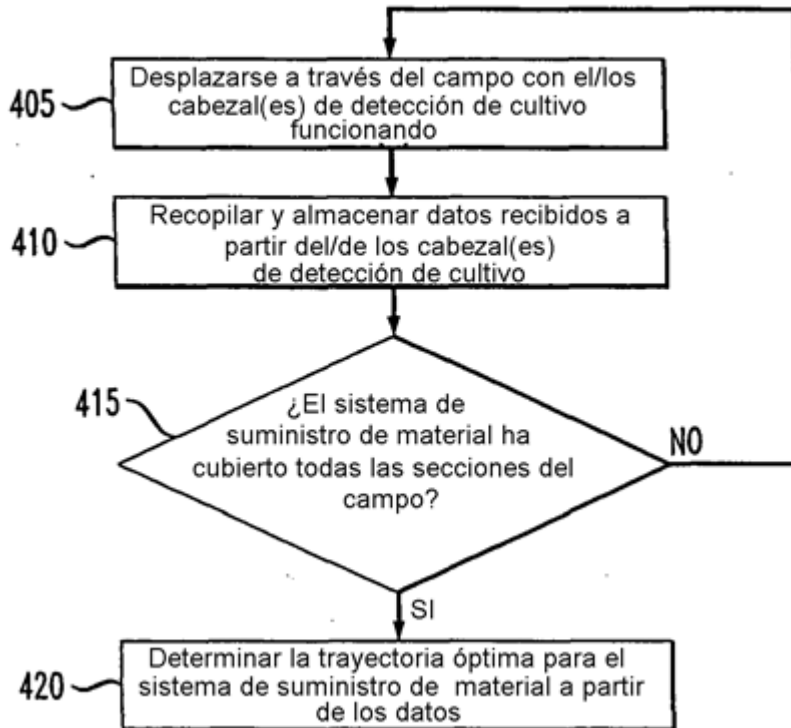 405
Desplazarse a través del campo con el/los
cabezal(es) de detección de cultivo
funcionando
410
Recopilar y almacenar datos recibidos a
partir del/de los cabezal(es)
de detección de cultivo
415
¿El sistema de
suministro de material ha
cubierto todas las secciones del
campo?
NO
SI
420
Determinar la trayectoria óptima para el
sistema de suministro de material a partir
de los datos